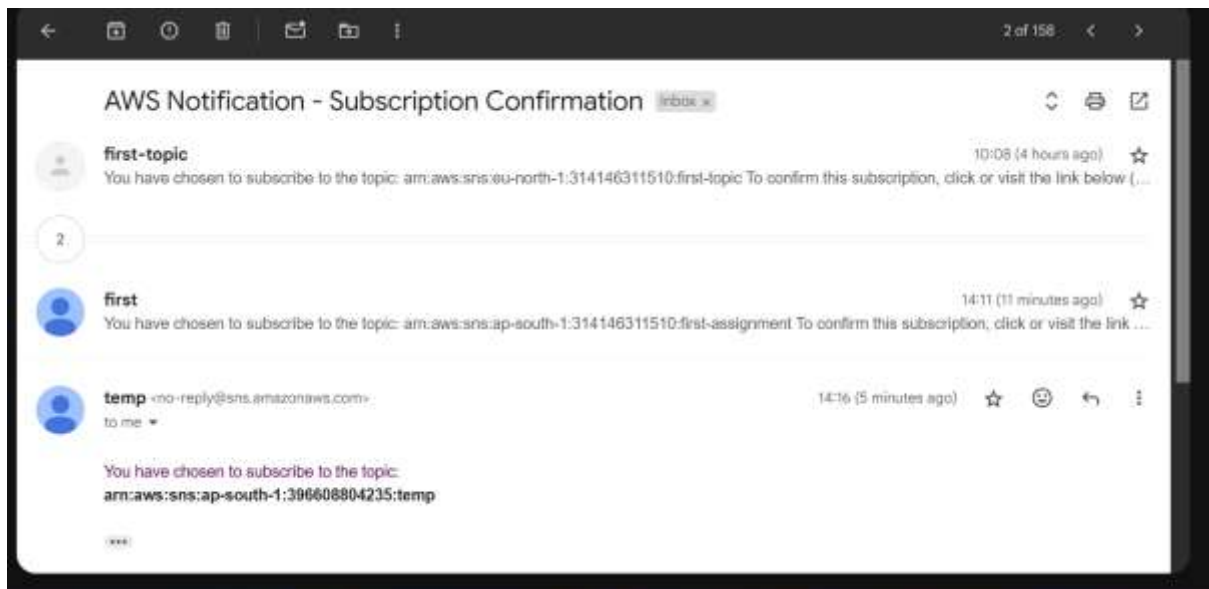 2 of 158
AWS Notification - Subscription Confirmation Inbox x
first-topic 10:08 (4 hours ago)
You have chosen to subscribe to the topic: arn:aws:sns:eu-north-1:314146311510:first-topic To confirm this subscription, click or visit the link below (...
2
first 14:11 (11 minutes ago)
You have chosen to subscribe to the topic: arn:aws:sns:ap-south-1:314146311510:first-assignment To confirm this subscription, click or visit the link ...
temp <no-reply@sns.amazonaws.com> 14:16 (5 minutes ago)
to me
You have chosen to subscribe to the topic:
arn:aws:sns:ap-south-1:396608804235:temp
...